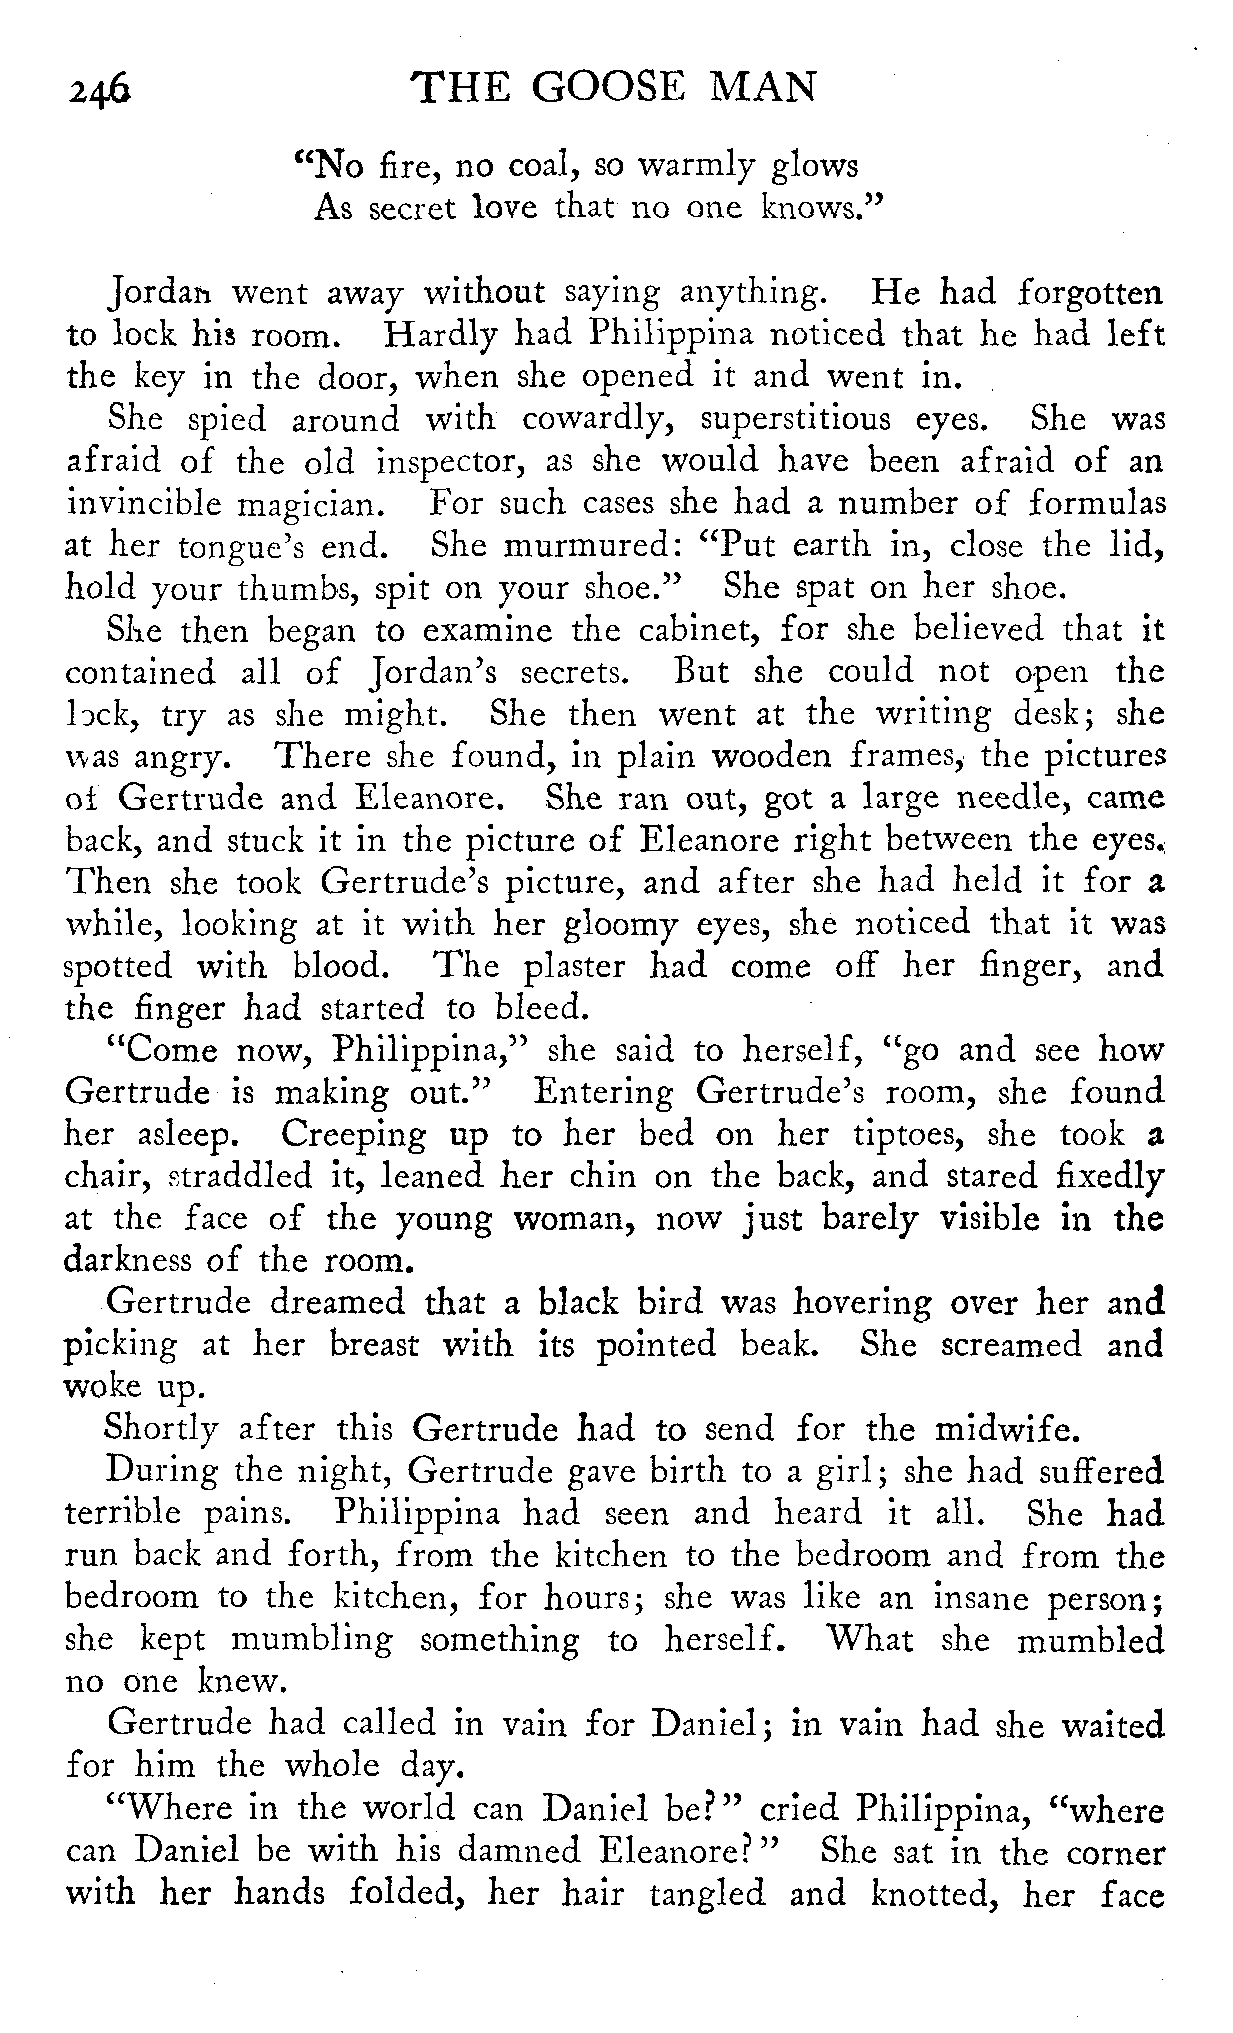 246 THE GOOSE MAN
“No fire, no coal, so warmly glows
As secret love that no one knows.”
Jordan went away without saying anything. He had forgotten
to lock his room. Hardly had Philippina noticed that he had left
the key in the door, when she opened it and went in.
She spied around with cowardly, superstitious eyes. She was
afraid of the old inspector, as she would have been afraid of an
invincible magician. For such cases she had a number of formulas
at her tongue’s end. She murmured: “Put earth in, close the lid,
hold your thumbs, spit on your shoe.” She spat on her shoe.
She then began to examine the cabinet, for she believed that it
contained all of Jordan’s secrets. But she could not open the
lock, try as she might. She then went at the writing desk; she
was angry. There she found, in plain wooden frames, the pictures
of Gertrude and Eleanore. She ran out, got a large needle, came
back, and stuck it in the picture of Eleanore right between the eyes.
Then she took Gertrude’s picture, and after she had held it for a
while, looking at it with her gloomy eyes, she noticed that it was
spotted with blood. The plaster had come off her finger, and
the finger had started to bleed.
“Come now, Philippina,” she said to herself, “go and see how
Gertrude is making out.” Entering Gertrude’s room, she found
her asleep. Creeping up to her bed on her tiptoes, she took a
chair, straddled it, leaned her chin on the back, and stared fixedly
at the face of the young woman, now just barely visible in the
darkness of the room.
Gertrude dreamed that a black bird was hovering over her and
picking at her breast with its pointed beak. She screamed and
woke up.
Shortly after this Gertrude had to send for the midwife.
During the night, Gertrude gave birth to a girl; she had suffered
terrible pains. Philippina had seen and heard it all. She had
run back and forth, from the kitchen to the bedroom and from the
bedroom to the kitchen, for hours; she was like an insane person;
she kept mumbling something to herself. What she mumbled
no one knew.
Gertrude had called in vain for Daniel; in vain had she waited
for him the whole day.
“Where in the world can Daniel be?” cried Philippina, “where
can Daniel be with his damned Eleanore?” She sat in the corner
with her hands folded, her hair tangled and knotted, her face